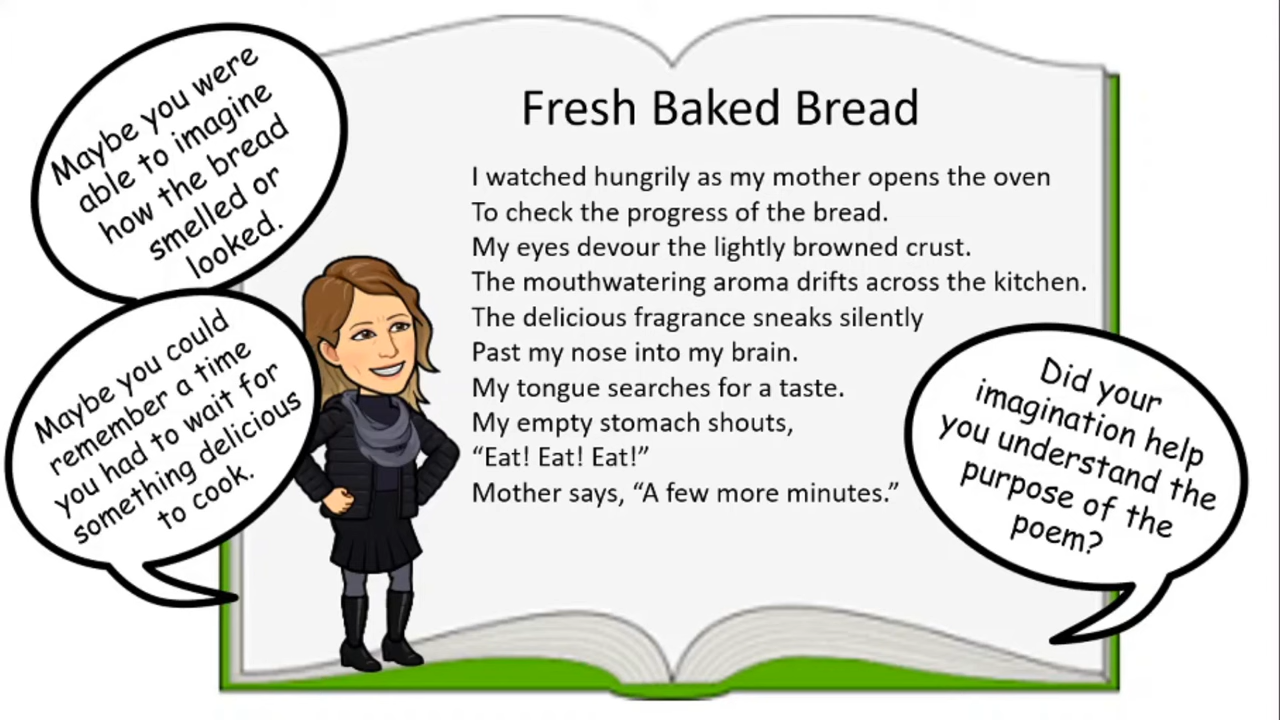 Maybe you were
able to imagine
how the bread
smelled or
looked.
Maybe you could
remember a time
you had to wait for
something delicious
to cook.
Fresh Baked Bread
I watched hungrily as my mother opens the oven
To check the progress of the bread.
My eyes devour the lightly browned crust.
The mouthwatering aroma drifts across the kitchen.
The delicious fragrance sneaks silently
Past my nose into my brain.
My tongue searches for a taste.
My empty stomach shouts,
“Eat! Eat! Eat!”
Mother says, “A few more minutes.”
Did your
imagination help
you understand the
purpose of the
poem?